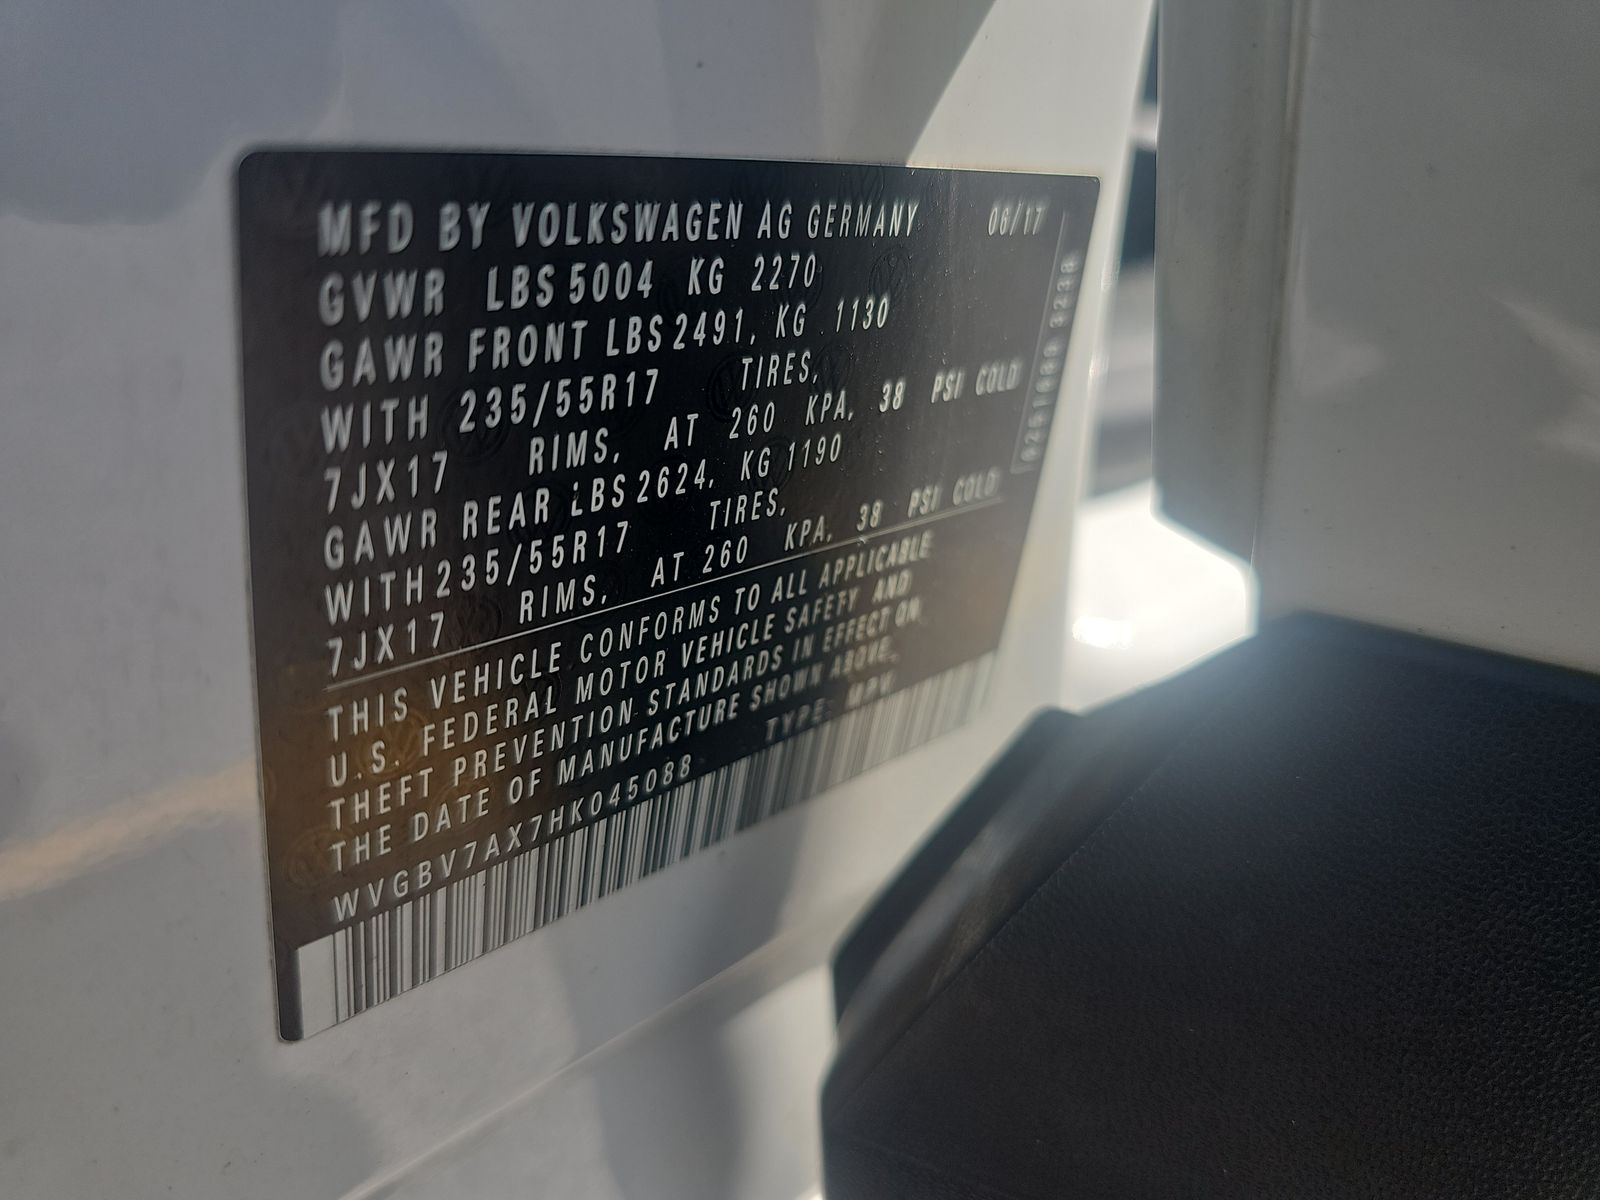 MFD BY VOLKSWAGEN AG GERMANY 06/17
GVWR LBS 5004 KG 2270
GAWR FRONT LBS 2491, KG 1130
WITH 235/55R17 TIRES,
7JX17 RIMS, AT 260 KPA, 38 PSI COLD
GAWR REAR LBS 2624, KG 1190
WITH 235/55R17 TIRES,
7JX17 RIMS, AT 260 KPA, 38 PSI COLD
THIS VEHICLE CONFORMS TO ALL APPLICABLE
U.S. FEDERAL MOTOR VEHICLE SAFETY AND
THEFT PREVENTION STANDARDS IN EFFECT ON
THE DATE OF MANUFACTURE SHOWN ABOVE.
WVGBV7AX7HK045088 TYPE: MPV